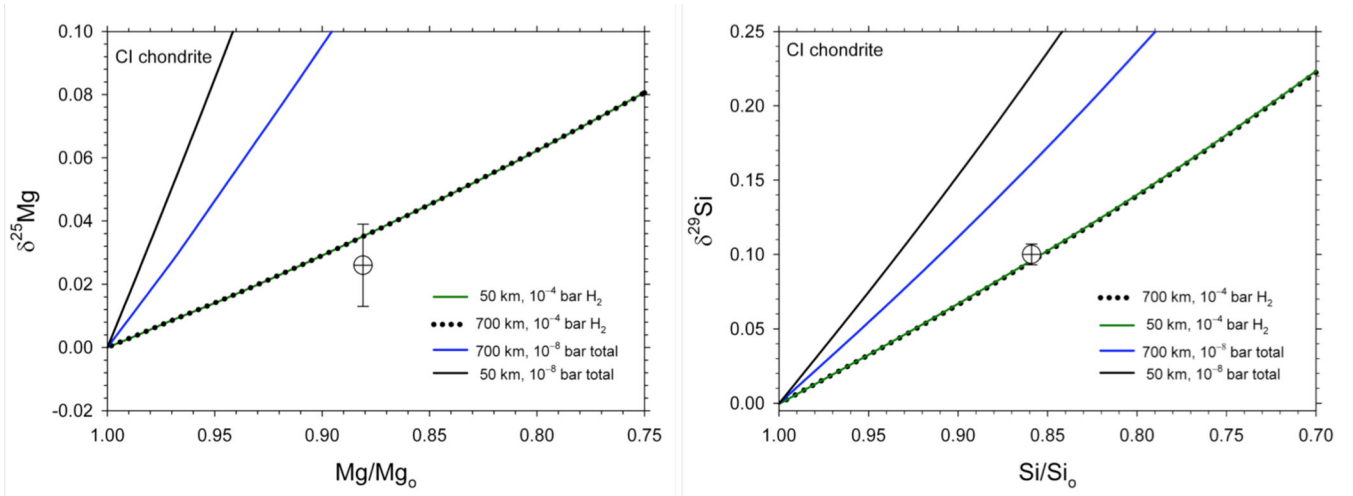 CI chondrite
0.10
0.08
0.06
0.04
0.02
0.00
-0.02
δ²⁵Mg
50 km, 10⁻⁴ bar H₂
700 km, 10⁻⁴ bar H₂
700 km, 10⁻⁸ bar total
50 km, 10⁻⁸ bar total
1.00 0.95 0.90 0.85 0.80 0.75
Mg/Mgₒ
CI chondrite
0.25
0.20
0.15
0.10
0.05
0.00
δ²⁹Si
700 km, 10⁻⁴ bar H₂
50 km, 10⁻⁴ bar H₂
700 km, 10⁻⁸ bar total
50 km, 10⁻⁸ bar total
1.00 0.95 0.90 0.85 0.80 0.75 0.70
Si/Siₒ